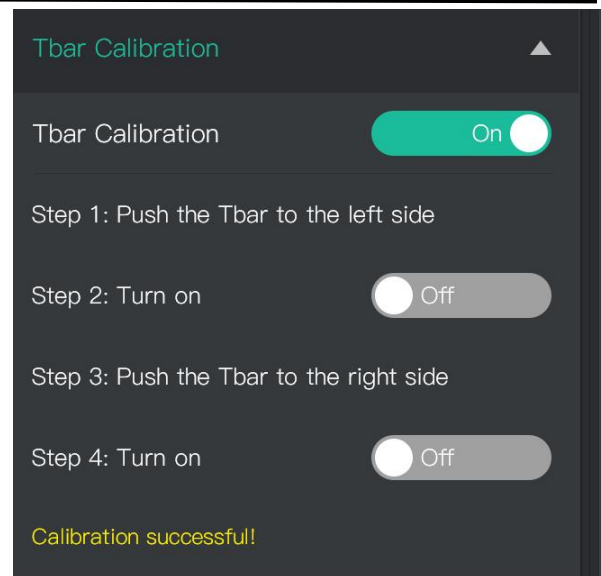 Tbar Calibration
Tbar Calibration On
Step 1: Push the Tbar to the left side
Step 2: Turn on Off
Step 3: Push the Tbar to the right side
Step 4: Turn on Off
Calibration successful!